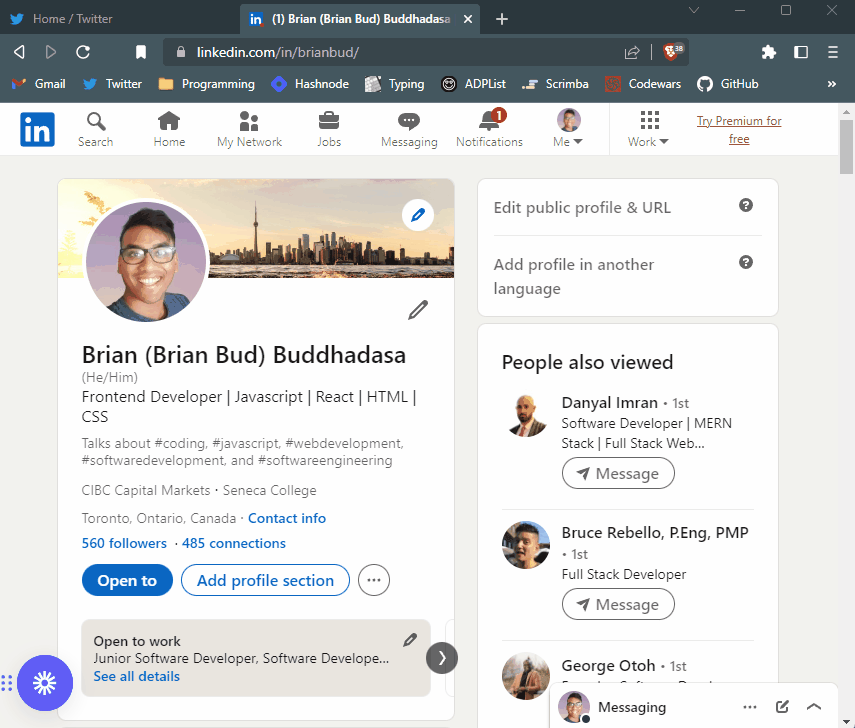 Home / Twitter
(1) Brian (Brian Bud) Buddhadasa
linkedin.com/in/brianbud/
38
Gmail
Twitter
Programming
Hashnode
Typing
ADPList
Scrimba
Codewars
GitHub
in
Search
Home
My Network
Jobs
Messaging
1
Notifications
Me
Work
Try Premium for
free
Brian (Brian Bud) Buddhadasa
(He/Him)
Frontend Developer | Javascript | React | HTML |
CSS
Talks about #coding, #javascript, #webdevelopment,
#softwaredevelopment, and #softwareengineering
CIBC Capital Markets · Seneca College
Toronto, Ontario, Canada · Contact info
560 followers · 485 connections
Open to
Add profile section
Open to work
Junior Software Developer, Software Develope...
See all details
Edit public profile & URL
Add profile in another
language
People also viewed
Danyal Imran • 1st
Software Developer | MERN
Stack | Full Stack Web...
Message
Bruce Rebello, P.Eng, PMP
• 1st
Full Stack Developer
Message
George Otoh • 1st
Messaging